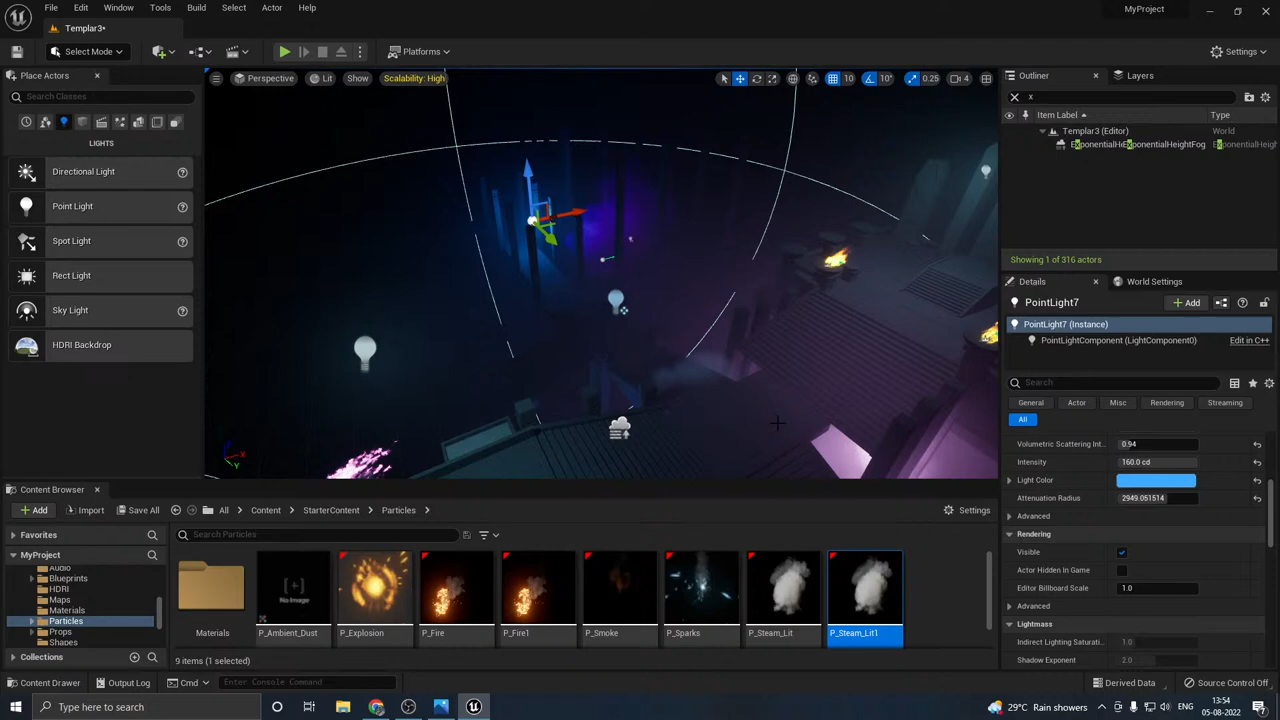 File Edit Window Tools Build Select Actor Help
MyProject
Templar3•
Select Mode
Platforms
Settings
Place Actors
Search Classes
LIGHTS
Directional Light
Point Light
Spot Light
Rect Light
Sky Light
HDRI Backdrop
Perspective Lit Show Scalability: High
10 10° 0.25 4
Outliner Layers
x
Item Label Type
Templar3 (Editor) World
ExponentialHeightFog
Showing 1 of 316 actors
Details World Settings
PointLight7 Add
PointLight7 (Instance)
PointLightComponent (LightComponent0) Edit in C++
Search
General Actor Misc Rendering Streaming
All
Volumetric Scattering Int... 0.94
Intensity 160.0 cd
Light Color
Attenuation Radius 2949.051514
Advanced
Rendering
Visible
Actor Hidden In Game
Editor Billboard Scale 1.0
Advanced
Lightmass
Indirect Lighting Saturati... 1.0
Shadow Exponent 2.0
X
Y
Content Browser
Add Import Save All All Content StarterContent Particles Settings
Favorites
Search Particles
MyProject
Audio
Blueprints
HDRI
Maps
Materials
Particles
Props
Shapes
Collections
No Image
Materials P_Ambient_Dust P_Explosion P_Fire P_Fire1 P_Smoke P_Sparks P_Steam_Lit P_Steam_Lit1
9 items (1 selected)
Content Drawer Output Log Cmd Enter Console Command Derived Data Source Control Off
Type here to search
29°C Rain showers
ENG
13:54
05-08-2022